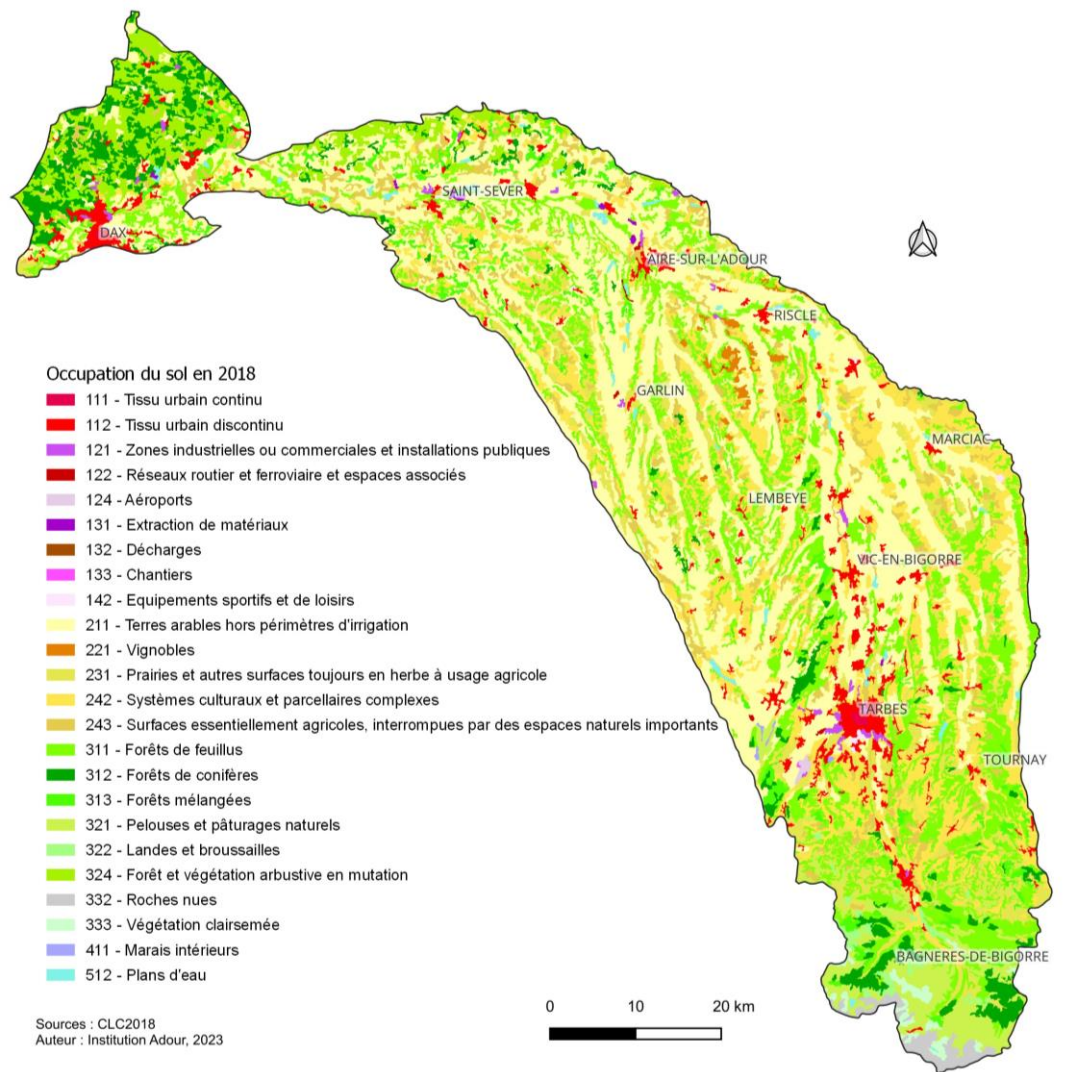 DAX
SAINT-SEVER
AIRE-SUR-L'ADOUR
RISCLE
GARLIN
MARCIAC
LEMBEYE
VIC-EN-BIGORRE
TARBES
TOURNAY
BAGNERES-DE-BIGORRE
Occupation du sol en 2018
111 - Tissu urbain continu
112 - Tissu urbain discontinu
121 - Zones industrielles ou commerciales et installations publiques
122 - Réseaux routier et ferroviaire et espaces associés
124 - Aéroports
131 - Extraction de matériaux
132 - Décharges
133 - Chantiers
142 - Equipements sportifs et de loisirs
211 - Terres arables hors périmètres d'irrigation
221 - Vignobles
231 - Prairies et autres surfaces toujours en herbe à usage agricole
242 - Systèmes culturaux et parcellaires complexes
243 - Surfaces essentiellement agricoles, interrompues par des espaces naturels importants
311 - Forêts de feuillus
312 - Forêts de conifères
313 - Forêts mélangées
321 - Pelouses et pâturages naturels
322 - Landes et broussailles
324 - Forêt et végétation arbustive en mutation
332 - Roches nues
333 - Végétation clairsemée
411 - Marais intérieurs
512 - Plans d'eau
0 10 20 km
Sources : CLC2018
Auteur : Institution Adour, 2023